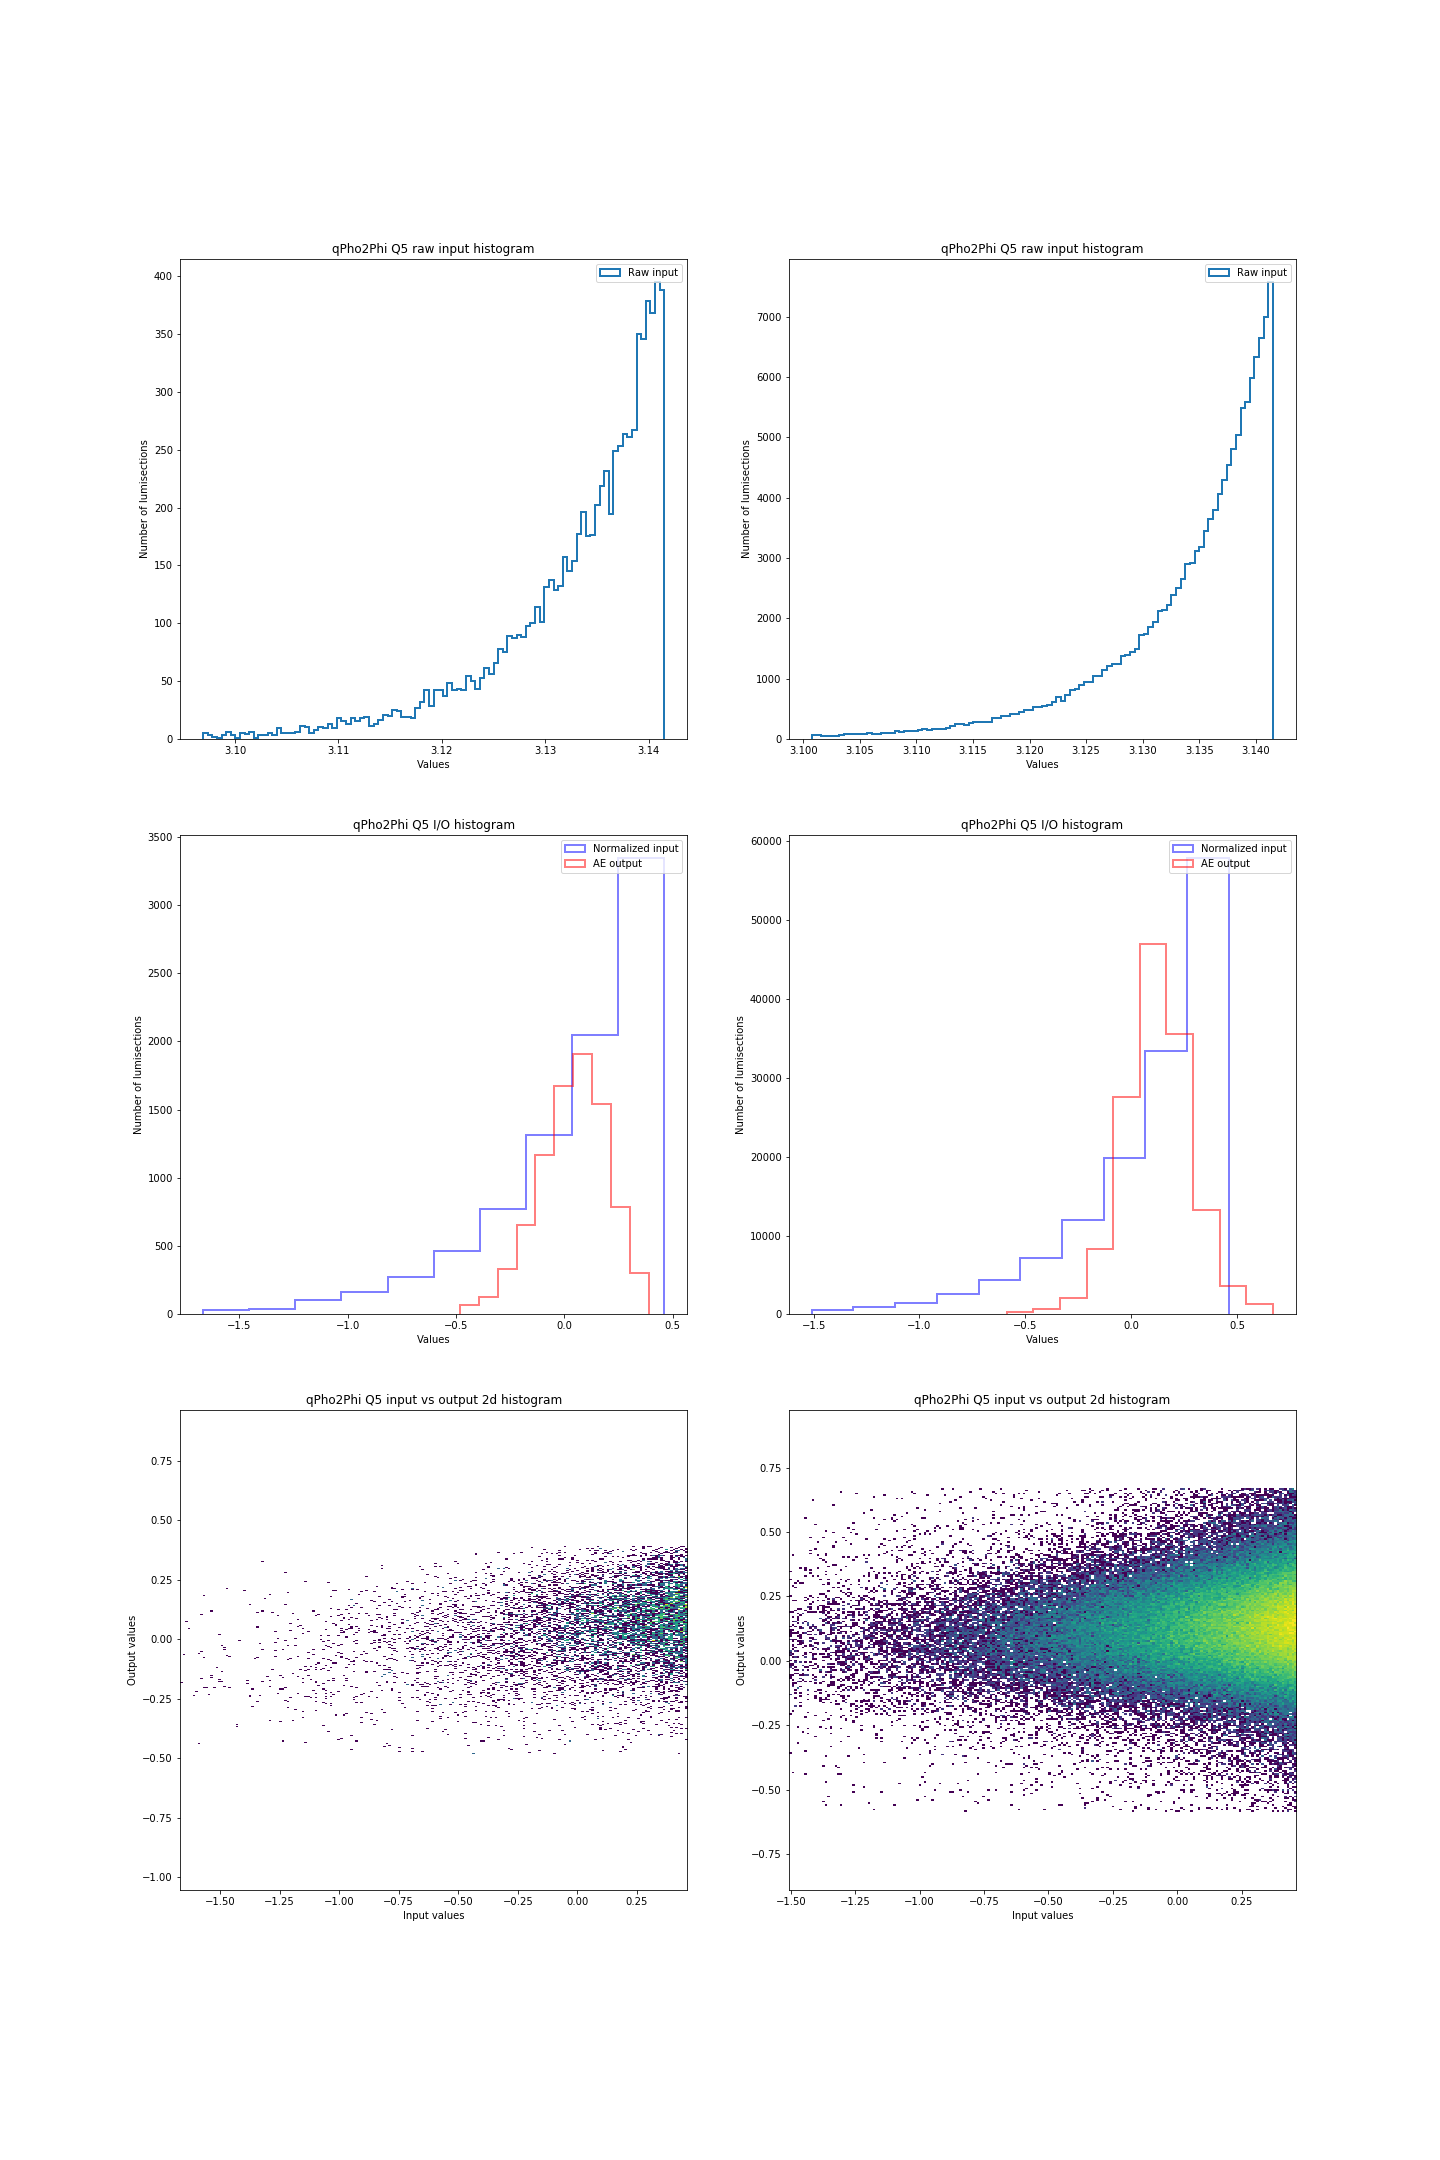 qPho2Phi Q5 raw input histogram
Raw input
400
350
300
250
200
150
100
50
0
Number of lumisections
3.10 3.11 3.12 3.13 3.14
Values
qPho2Phi Q5 raw input histogram
Raw input
7000
6000
5000
4000
3000
2000
1000
0
Number of lumisections
3.100 3.105 3.110 3.115 3.120 3.125 3.130 3.135 3.140
Values
qPho2Phi Q5 I/O histogram
Normalized input
AE output
3500
3000
2500
2000
1500
1000
500
0
Number of lumisections
−1.5 −1.0 −0.5 0.0 0.5
Values
qPho2Phi Q5 I/O histogram
Normalized input
AE output
60000
50000
40000
30000
20000
10000
0
Number of lumisections
−1.5 −1.0 −0.5 0.0 0.5
Values
qPho2Phi Q5 input vs output 2d histogram
0.75
0.50
0.25
0.00
−0.25
−0.50
−0.75
−1.00
Output values
−1.50 −1.25 −1.00 −0.75 −0.50 −0.25 0.00 0.25
Input values
qPho2Phi Q5 input vs output 2d histogram
0.75
0.50
0.25
0.00
−0.25
−0.50
−0.75
Output values
−1.50 −1.25 −1.00 −0.75 −0.50 −0.25 0.00 0.25
Input values